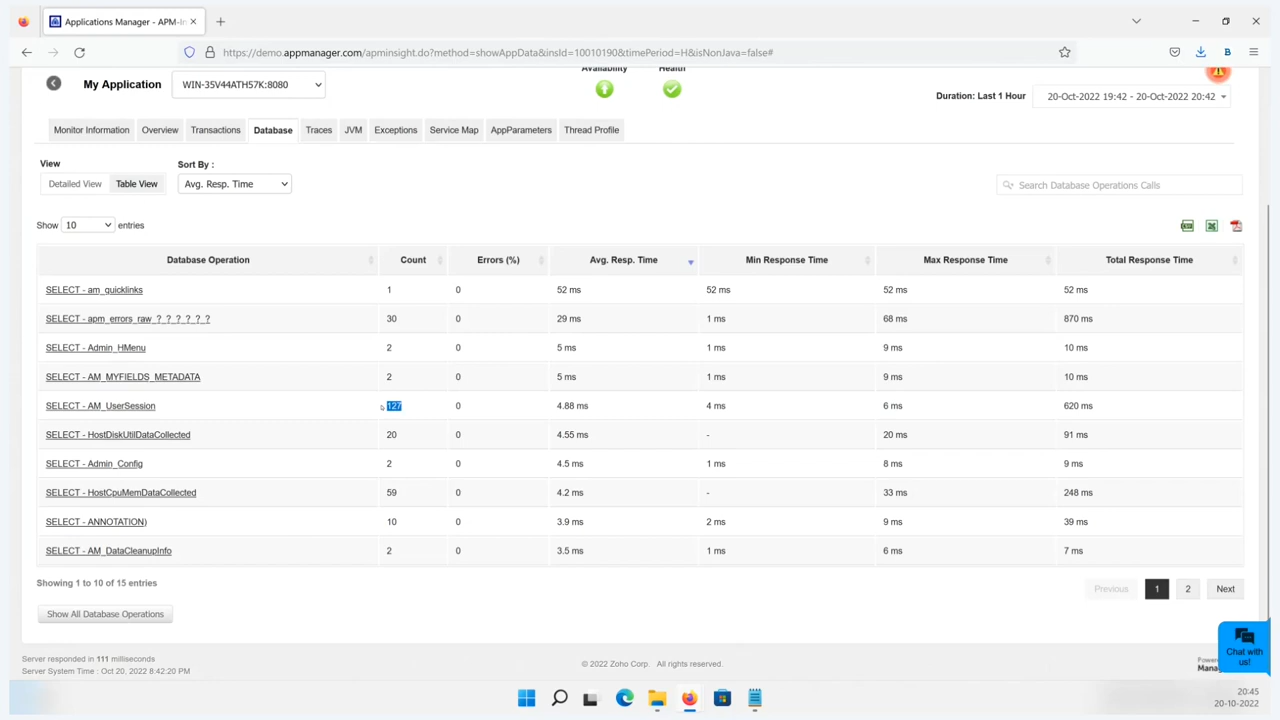 Applications Manager - APM-In
https://demo.appmanager.com/apminsight.do?method=showAppData&insId=10010190&timePeriod=H&isNonJava=false#
B
My Application
WIN-35V44ATH57K:8080
Availability
Health
Duration: Last 1 Hour
20-Oct-2022 19:42 - 20-Oct-2022 20:42
Monitor Information Overview Transactions Database Traces JVM Exceptions Service Map AppParameters Thread Profile
View
Sort By :
Detailed View Table View Avg. Resp. Time
Search Database Operations Calls
Show 10 entries
Database Operation Count Errors (%) Avg. Resp. Time Min Response Time Max Response Time Total Response Time
SELECT - am_quicklinks 1 0 52 ms 52 ms 52 ms 52 ms
SELECT - apm_errors_raw_?_?_?_?_?_? 30 0 29 ms 1 ms 68 ms 870 ms
SELECT - Admin_HMenu 2 0 5 ms 1 ms 9 ms 10 ms
SELECT - AM_MYFIELDS_METADATA 2 0 5 ms 1 ms 9 ms 10 ms
SELECT - AM_UserSession 127 0 4.88 ms 4 ms 6 ms 620 ms
SELECT - HostDiskUtilDataCollected 20 0 4.55 ms - 20 ms 91 ms
SELECT - Admin_Config 2 0 4.5 ms 1 ms 8 ms 9 ms
SELECT - HostCpuMemDataCollected 59 0 4.2 ms - 33 ms 248 ms
SELECT - ANNOTATION) 10 0 3.9 ms 2 ms 9 ms 39 ms
SELECT - AM_DataCleanupInfo 2 0 3.5 ms 1 ms 6 ms 7 ms
Showing 1 to 10 of 15 entries
Previous 1 2 Next
Show All Database Operations
Chat with us!
Server responded in 111 milliseconds
Server System Time : Oct 20, 2022 8:42:20 PM
© 2022 Zoho Corp. All rights reserved.
20:45
20-10-2022